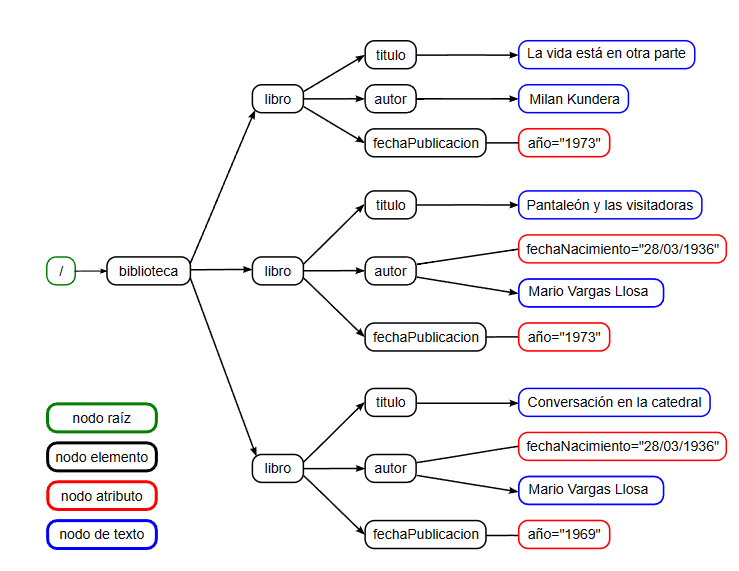 titulo
La vida está en otra parte
libro
autor
Milan Kundera
fechaPublicacion
año="1973"
titulo
Pantaleón y las visitadoras
/
biblioteca
libro
autor
fechaNacimiento="28/03/1936"
Mario Vargas Llosa
fechaPublicacion
año="1973"
titulo
Conversación en la catedral
libro
autor
fechaNacimiento="28/03/1936"
Mario Vargas Llosa
fechaPublicacion
año="1969"
nodo raíz
nodo elemento
nodo atributo
nodo de texto